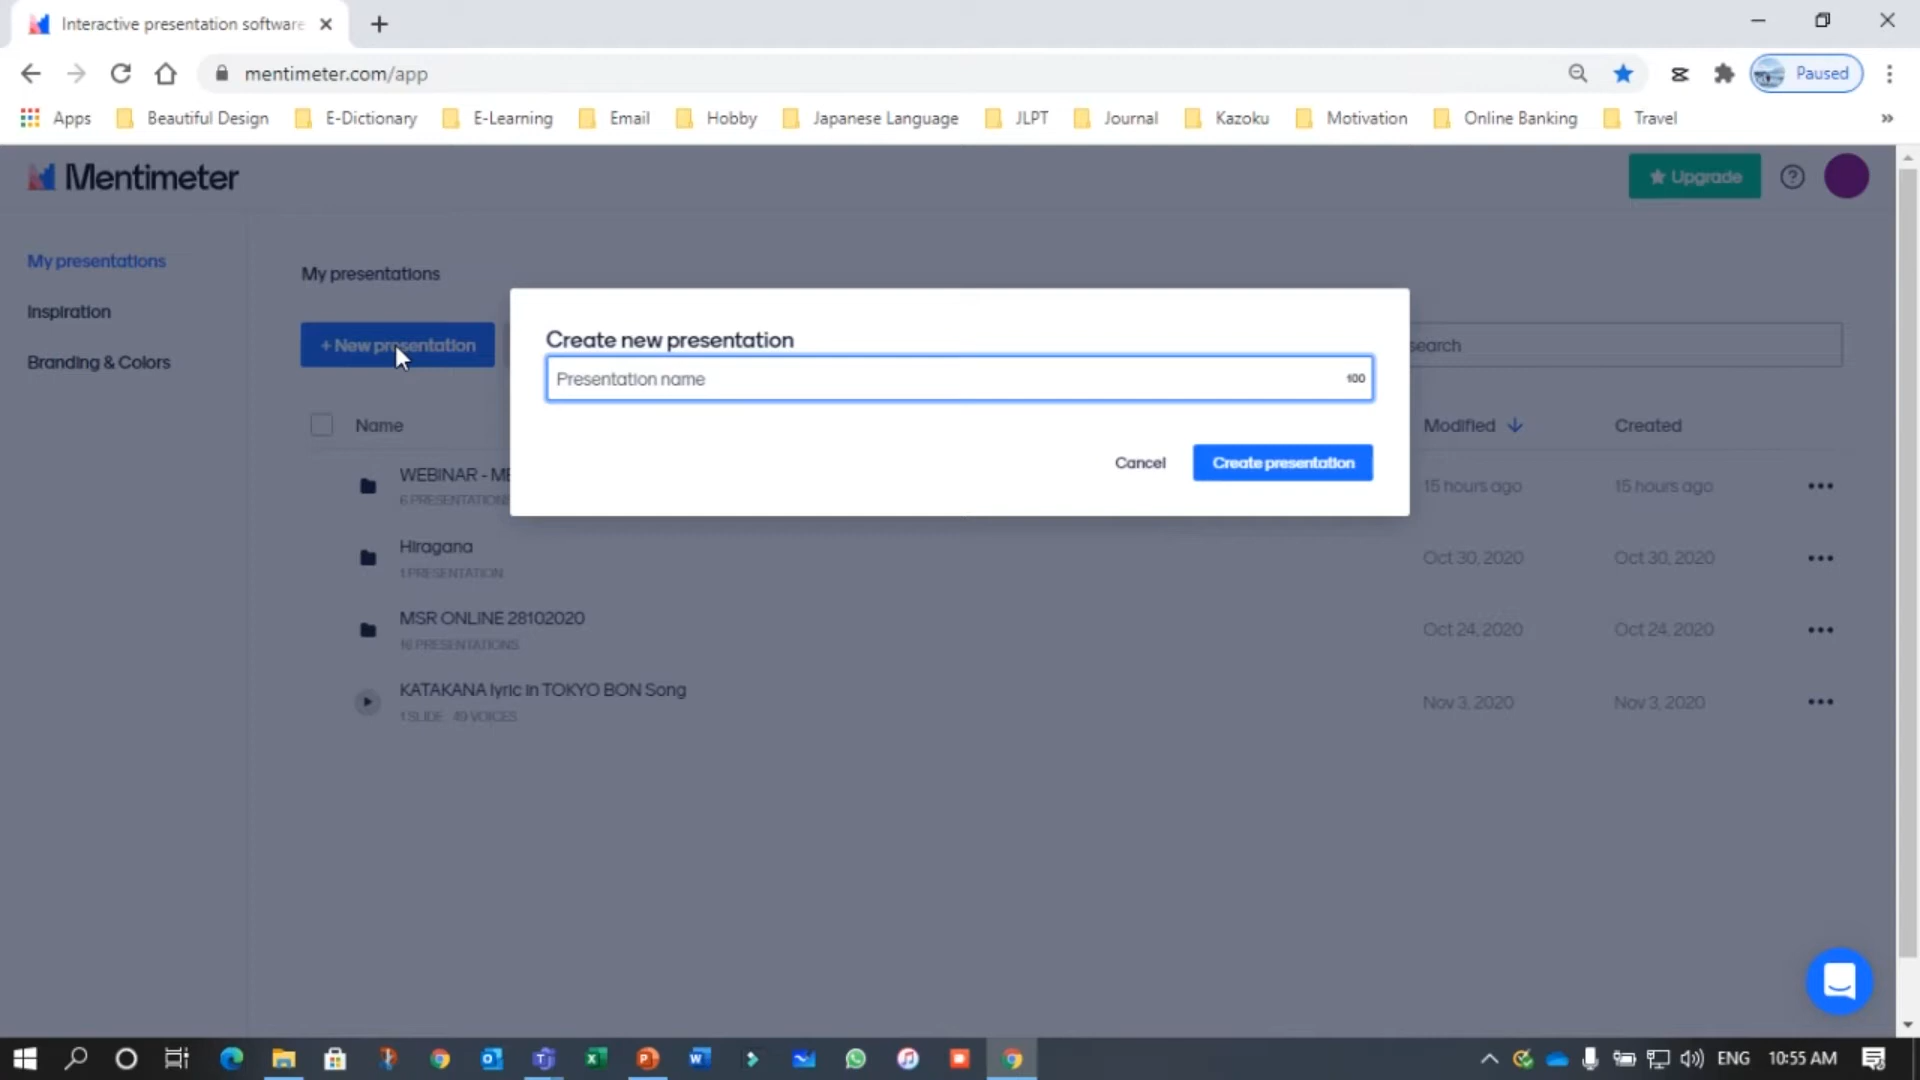 Interactive presentation software
mentimeter.com/app
Paused
Apps
Beautiful Design
E-Dictionary
E-Learning
Email
Hobby
Japanese Language
JLPT
Journal
Kazoku
Motivation
Online Banking
Travel
Mentimeter
Upgrade
My presentations
Inspiration
Branding & Colors
My presentations
+ New presentation
search
Create new presentation
Presentation name
100
Cancel
Create presentation
Name
Modified
Created
WEBINAR - ME
6 PRESENTATIONS
15 hours ago
15 hours ago
Hiragana
1 PRESENTATION
Oct 30, 2020
Oct 30, 2020
MSR ONLINE 28102020
16 PRESENTATIONS
Oct 24, 2020
Oct 24, 2020
KATAKANA lyric in TOKYO BON Song
1 SLIDE 49 VOICES
Nov 3, 2020
Nov 3, 2020
ENG
10:55 AM